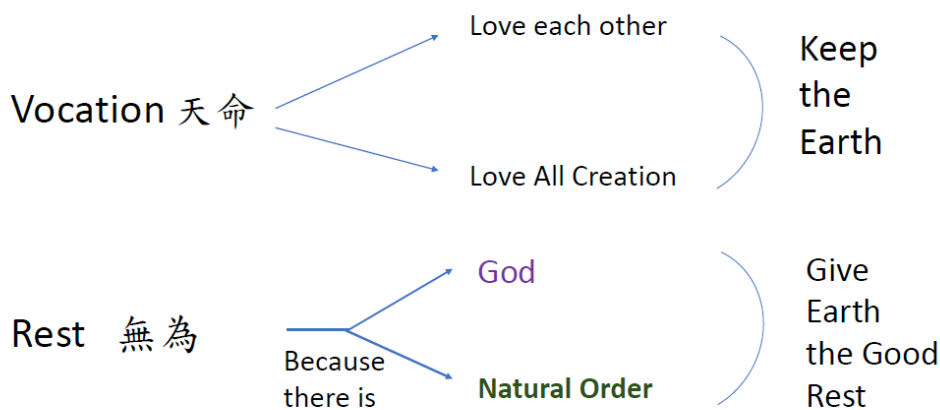 Love each other
Vocation 天命
Love All Creation
Keep
the
Earth
God
Rest 無為
Because
there is
Natural Order
Give
Earth
the Good
Rest